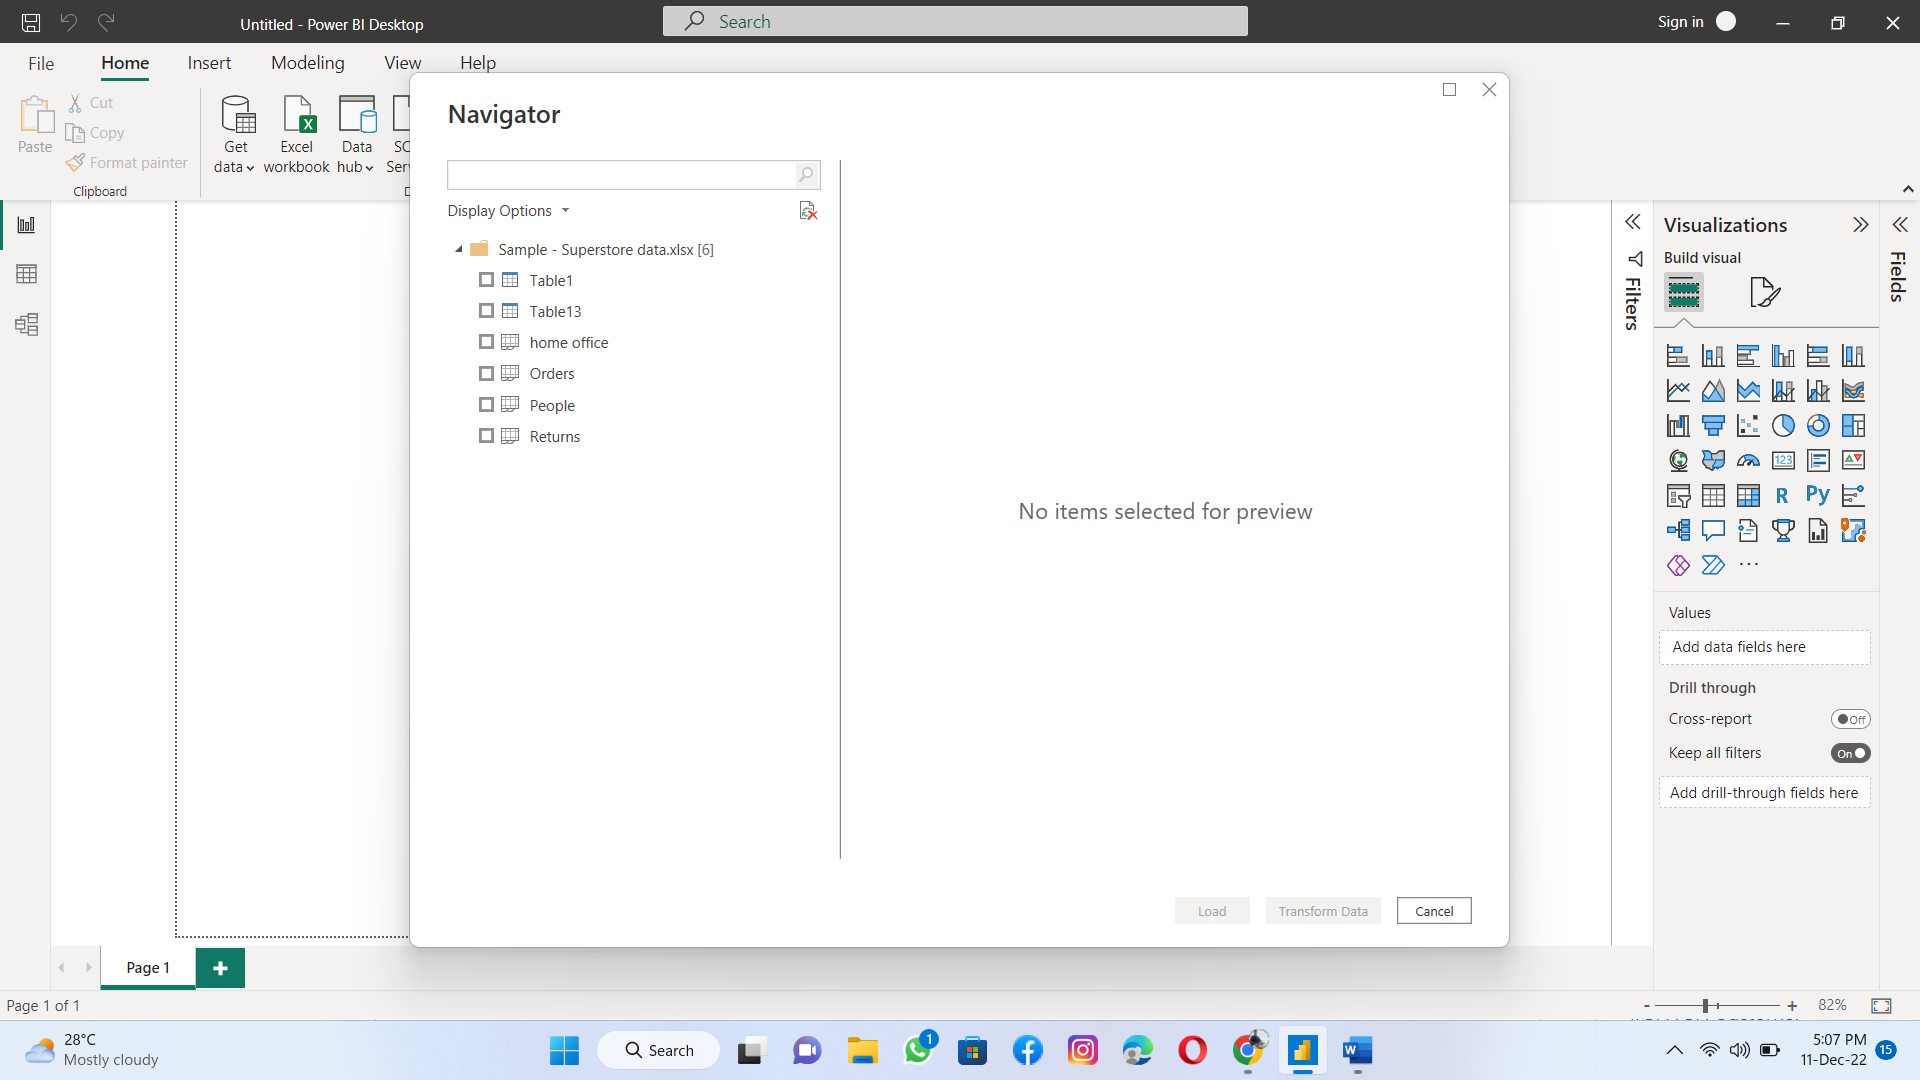 Untitled - Power BI Desktop
Search
Sign in
File
Home
Insert
Modeling
View
Help
Paste
Cut
Copy
Format painter
Clipboard
Get
data
Excel
workbook
Data
hub
SC
Ser
D
Navigator
Display Options
Sample - Superstore data.xlsx [6]
Table1
Table13
home office
Orders
People
Returns
No items selected for preview
Load
Transform Data
Cancel
Filters
Visualizations
Build visual
123
R
Py
Values
Add data fields here
Drill through
Cross-report
Off
Keep all filters
On
Add drill-through fields here
Fields
Page 1
Page 1 of 1
- + 82%
28°C
Mostly cloudy
Search
1
W
5:07 PM
11-Dec-22
15